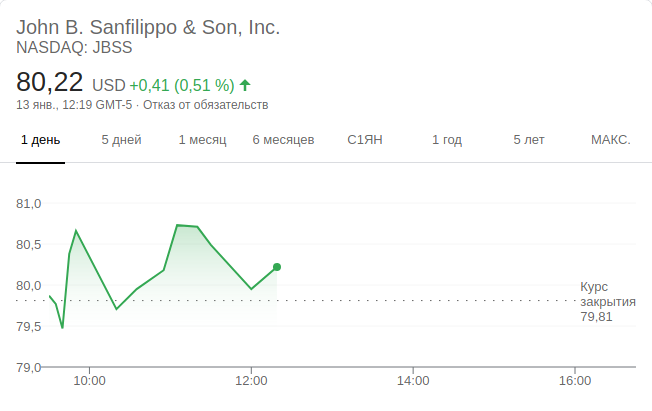 John B. Sanfilippo & Son, Inc.
NASDAQ: JBSS
80,22 USD +0,41 (0,51 %)
13 янв., 12:19 GMT-5 · Отказ от обязательств
1 день 5 дней 1 месяц 6 месяцев С1ЯН 1 год 5 лет МАКС.
81,0
80,5
80,0
79,5
79,0
Курс
закрытия
79,81
10:00 12:00 14:00 16:00